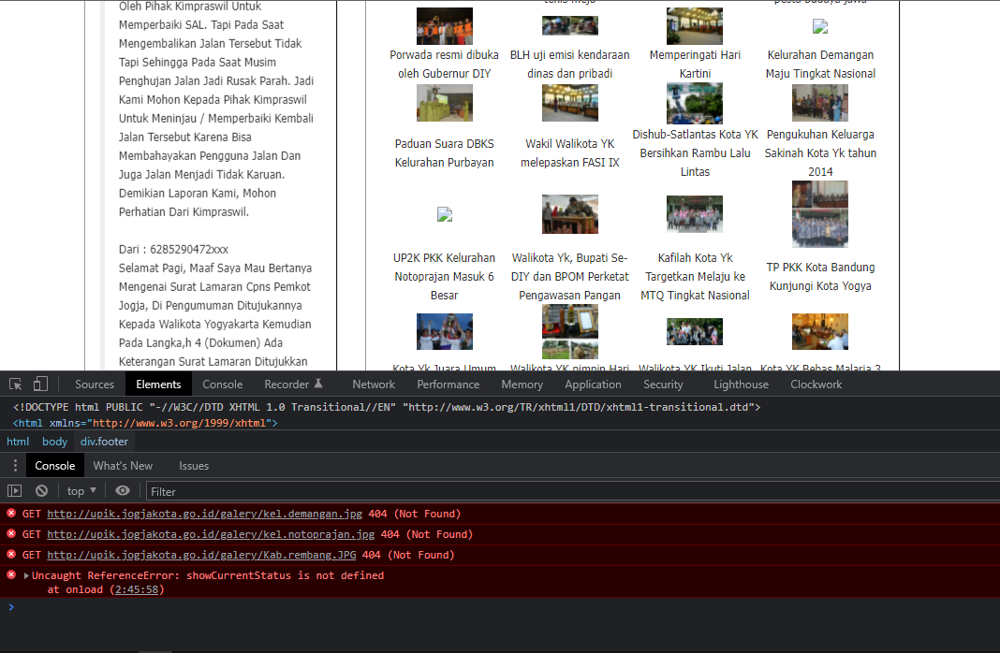 Oleh Pihak Kimpraswil Untuk
Memperbaiki SAL. Tapi Pada Saat
Mengembalikan Jalan Tersebut Tidak
Tapi Sehingga Pada Saat Musim
Penghujan Jalan Jadi Rusak Parah. Jadi
Kami Mohon Kepada Pihak Kimpraswil
Untuk Meninjau / Memperbaiki Kembali
Jalan Tersebut Karena Bisa
Membahayakan Pengguna Jalan Dan
Juga Jalan Menjadi Tidak Karuan.
Demikian Laporan Kami, Mohon
Perhatian Dari Kimpraswil.
Dari : 6285290472xxx
Selamat Pagi, Maaf Saya Mau Bertanya
Mengenai Surat Lamaran Cpns Pemkot
Jogja, Di Pengumuman Ditujukannya
Kepada Walikota Yogyakarta Kemudian
Pada Langka,h 4 (Dokumen) Ada
Keterangan Surat Lamaran Ditujukkan
tenis meja
pesta budaya jawa
Porwada resmi dibuka
oleh Gubernur DIY
BLH uji emisi kendaraan
dinas dan pribadi
Memperingati Hari
Kartini
Kelurahan Demangan
Maju Tingkat Nasional
Paduan Suara DBKS
Kelurahan Purbayan
Wakil Walikota YK
melepaskan FASI IX
Dishub-Satlantas Kota YK
Bersihkan Rambu Lalu
Lintas
Pengukuhan Keluarga
Sakinah Kota Yk tahun
2014
UP2K PKK Kelurahan
Notoprajan Masuk 6
Besar
Walikota Yk, Bupati Se-
DIY dan BPOM Perketat
Pengawasan Pangan
Kafilah Kota Yk
Targetkan Melaju ke
MTQ Tingkat Nasional
TP PKK Kota Bandung
Kunjungi Kota Yogya
Kota Yk Juara Umum
Walikota YK pimpin Hari
Walikota YK Ikuti Jalan
Kota YK Bebas Malaria 3
Sources Elements Console Recorder Network Performance Memory Application Security Lighthouse Clockwork
<!DOCTYPE html PUBLIC "-//W3C//DTD XHTML 1.0 Transitional//EN" "http://www.w3.org/TR/xhtml1/DTD/xhtml1-transitional.dtd">
<html xmlns="http://www.w3.org/1999/xhtml">
html body div.footer
Console What's New Issues
top ▼ Filter
GET http://upik.jogjakota.go.id/galery/kel.demangan.jpg 404 (Not Found)
GET http://upik.jogjakota.go.id/galery/kel.notoprajan.jpg 404 (Not Found)
GET http://upik.jogjakota.go.id/galery/Kab.rembang.JPG 404 (Not Found)
Uncaught ReferenceError: showCurrentStatus is not defined
at onload (2:45:58)